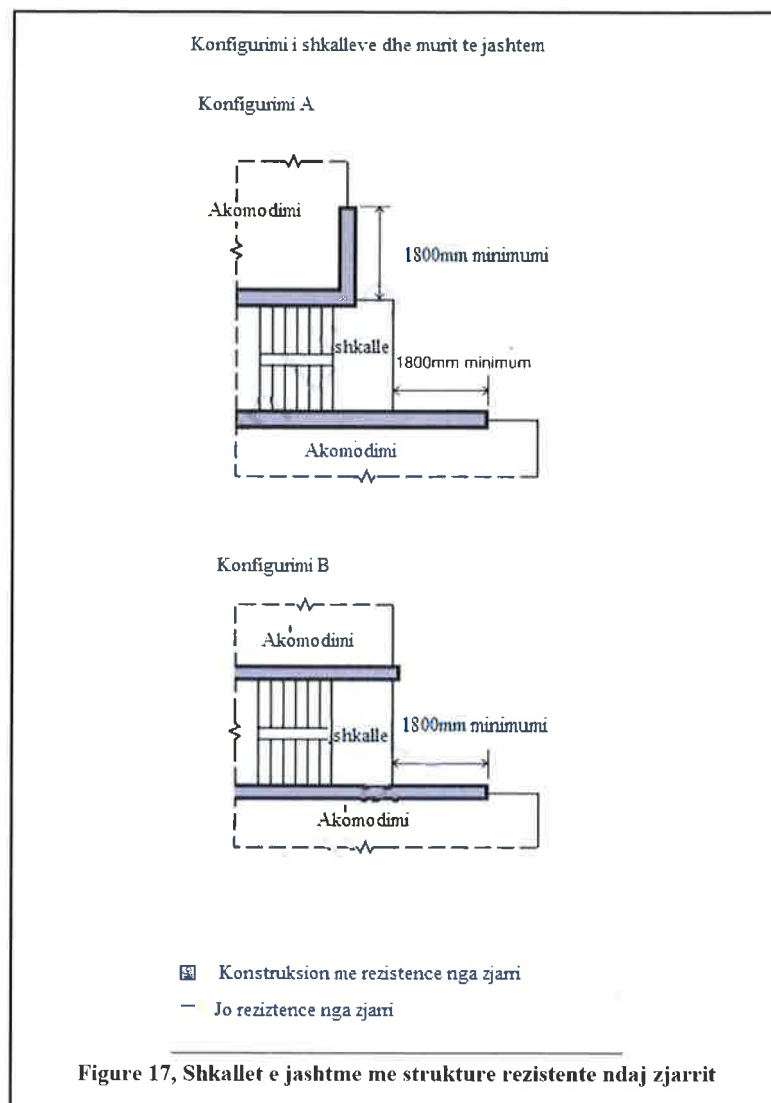 Konfigurimi i shkalleve dhe murit te jashtem
Konfigurimi A
Akomodimi
1800mm minimumi
shkalle
1800mm minimum
Akomodimi
Konfigurimi B
Akomodimi
shkalle
1800mm minimumi
Akomodimi
Konstruksion me rezistence nga zjarri
Jo reziztence nga zjarri
Figure 17, Shkallet e jashtme me strukture rezistente ndaj zjarrit